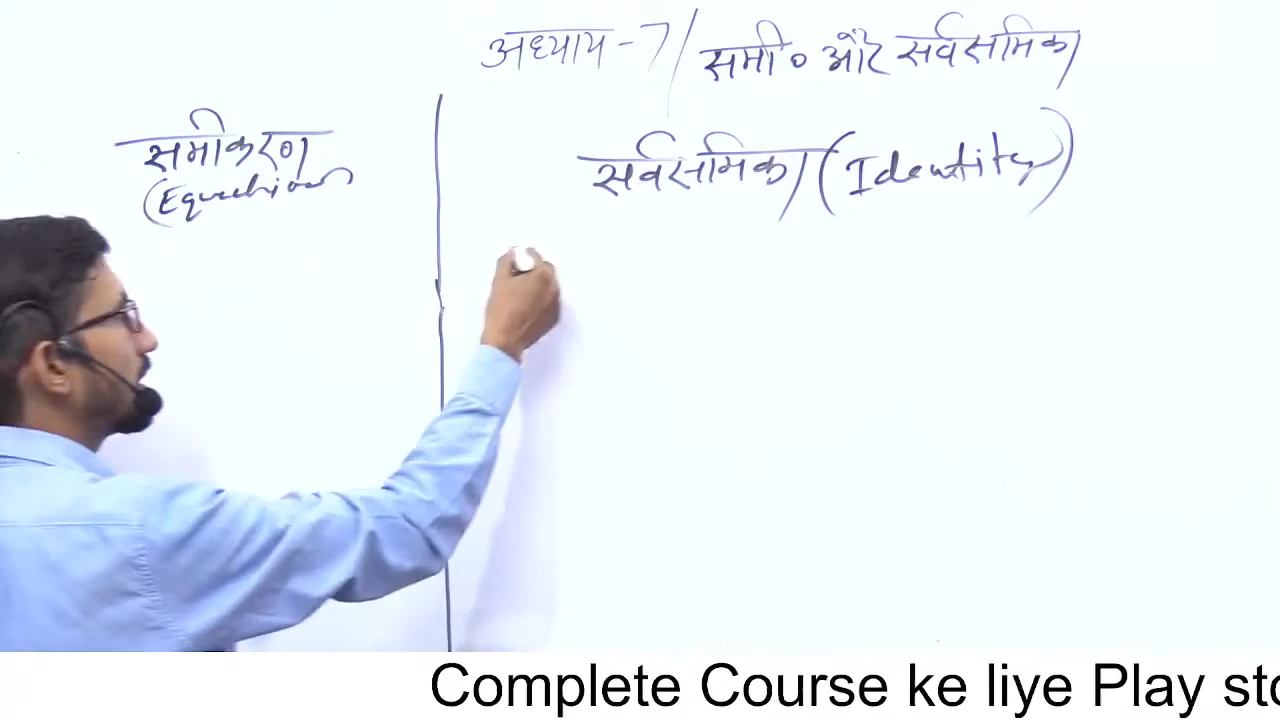 अध्याय - 7 / समी० और सर्वसमिका
समीकरण
(Equation
सर्वसमिका (Identity)
Complete Course ke liye Play sto